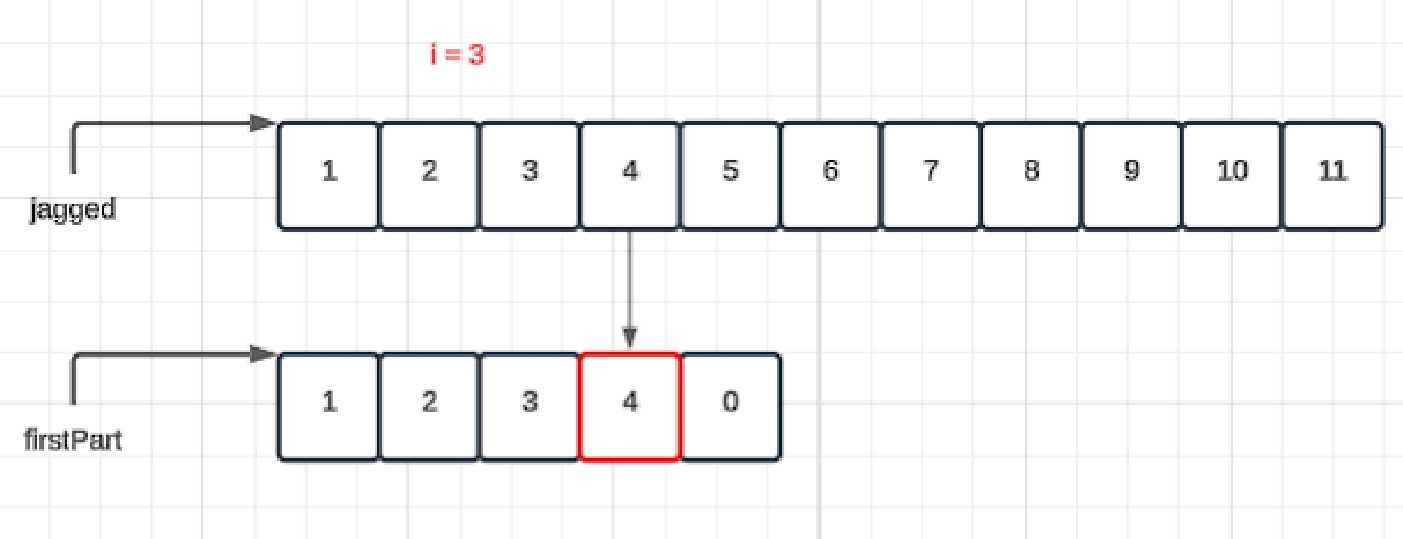 i = 3
1 2 3 4 5 6 7 8 9 10 11
jagged
1 2 3 4 0
firstPart